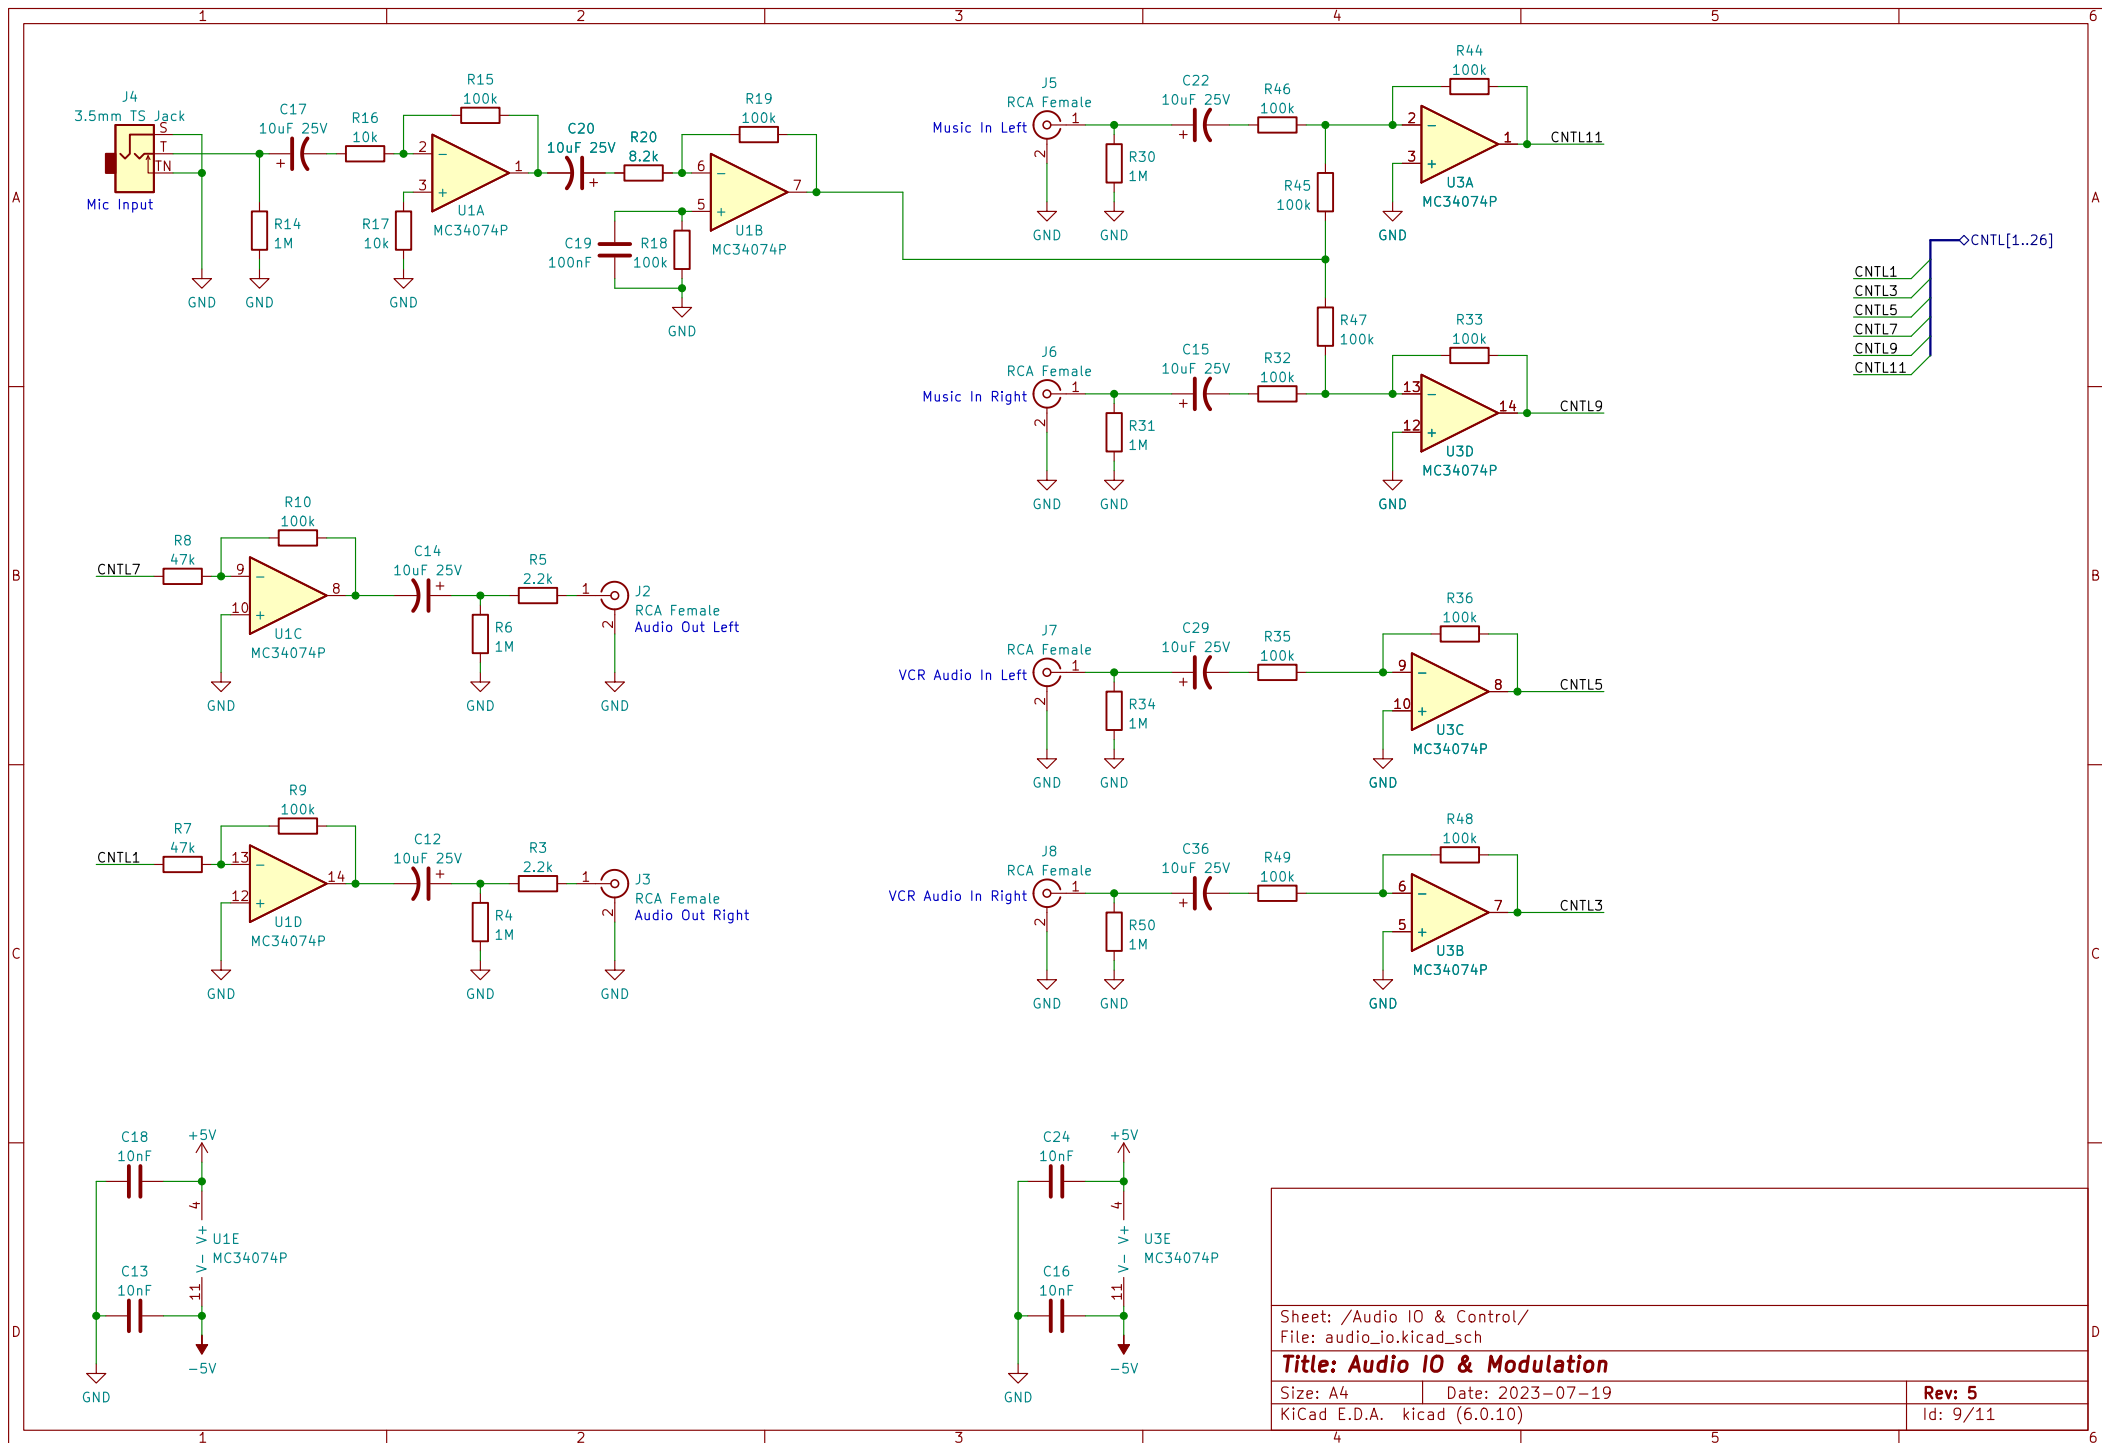 1 2 3 4 5 6
A
B
C
D
J4
3.5mm TS Jack
S
T
TN
Mic Input
GND
C17
10uF 25V
+
R14
1M
GND
R16
10k
R15
100k
2
3
1
−
+
U1A
MC34074P
R17
10k
GND
C20
10uF 25V
+
R20
8.2k
R19
100k
6
5
7
−
+
U1B
MC34074P
C19
100nF
R18
100k
GND
J5
RCA Female
Music In Left
1
2
GND
R30
1M
GND
C22
10uF 25V
+
R46
100k
R45
100k
R44
100k
2
3
1
−
+
U3A
MC34074P
GND
CNTL11
R47
100k
J6
RCA Female
Music In Right
1
2
GND
R31
1M
GND
C15
10uF 25V
+
R32
100k
R33
100k
13
12
14
−
+
U3D
MC34074P
GND
CNTL9
CNTL[1..26]
CNTL1
CNTL3
CNTL5
CNTL7
CNTL9
CNTL11
CNTL7
R8
47k
R10
100k
9
10
8
−
+
U1C
MC34074P
GND
C14
10uF 25V
+
R6
1M
GND
R5
2.2k
1
2
J2
RCA Female
Audio Out Left
GND
J7
RCA Female
VCR Audio In Left
1
2
GND
R34
1M
GND
C29
10uF 25V
+
R35
100k
R36
100k
9
10
8
−
+
U3C
MC34074P
GND
CNTL5
CNTL1
R7
47k
R9
100k
13
12
14
−
+
U1D
MC34074P
GND
C12
10uF 25V
+
R4
1M
GND
R3
2.2k
1
2
J3
RCA Female
Audio Out Right
GND
J8
RCA Female
VCR Audio In Right
1
2
GND
R50
1M
GND
C36
10uF 25V
+
R49
100k
R48
100k
6
5
7
−
+
U3B
MC34074P
GND
CNTL3
C18
10nF
+5V
4
V+
V-
U1E
MC34074P
11
C13
10nF
-5V
GND
C24
10nF
+5V
4
V+
V-
U3E
MC34074P
11
C16
10nF
-5V
GND
Sheet: /Audio IO & Control/
File: audio_io.kicad_sch
Title: Audio IO & Modulation
Size: A4 Date: 2023-07-19 Rev: 5
KiCad E.D.A. kicad (6.0.10) Id: 9/11
A
B
C
D
1 2 3 4 5 6